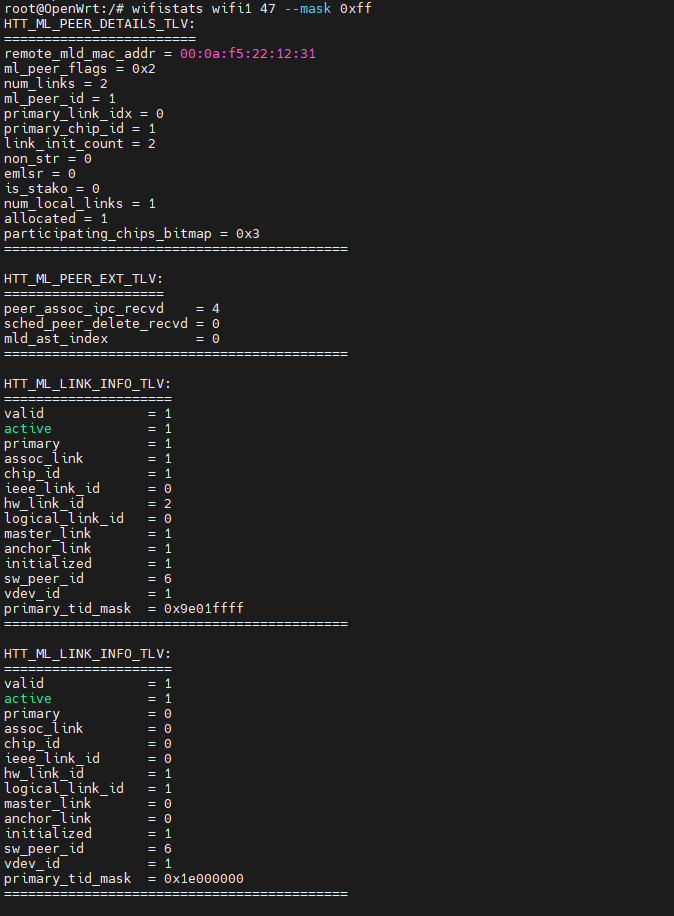 root@OpenWrt:/# wifistats wifi1 47 --mask 0xff
HTT_ML_PEER_DETAILS_TLV:
========================
remote_mld_mac_addr = 00:0a:f5:22:12:31
ml_peer_flags = 0x2
num_links = 2
ml_peer_id = 1
primary_link_idx = 0
primary_chip_id = 1
link_init_count = 2
non_str = 0
emlsr = 0
is_stako = 0
num_local_links = 1
allocated = 1
participating_chips_bitmap = 0x3
===========================================

HTT_ML_PEER_EXT_TLV:
====================
peer_assoc_ipc_recvd    = 4
sched_peer_delete_recvd = 0
mld_ast_index           = 0
===========================================

HTT_ML_LINK_INFO_TLV:
=====================
valid             = 1
active            = 1
primary           = 1
assoc_link        = 1
chip_id           = 1
ieee_link_id      = 0
hw_link_id        = 2
logical_link_id   = 0
master_link       = 1
anchor_link       = 1
initialized       = 1
sw_peer_id        = 6
vdev_id           = 1
primary_tid_mask  = 0x9e01ffff
===========================================

HTT_ML_LINK_INFO_TLV:
=====================
valid             = 1
active            = 1
primary           = 0
assoc_link        = 0
chip_id           = 0
ieee_link_id      = 0
hw_link_id        = 1
logical_link_id   = 1
master_link       = 0
anchor_link       = 0
initialized       = 1
sw_peer_id        = 6
vdev_id           = 1
primary_tid_mask  = 0x1e000000
===========================================